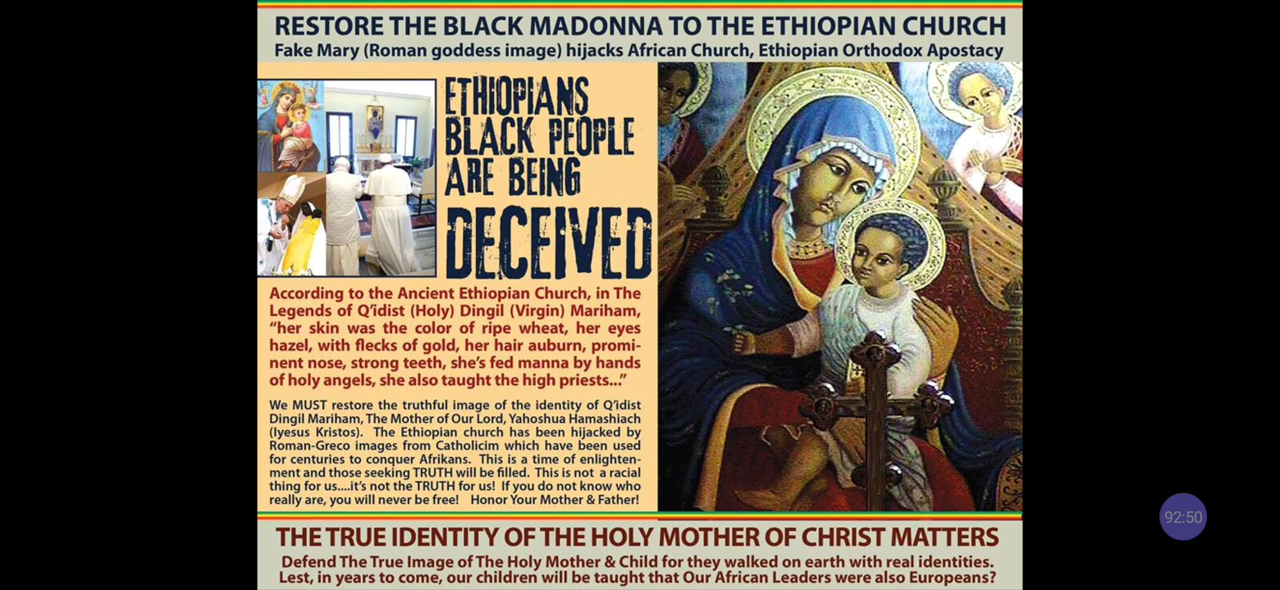 RESTORE THE BLACK MADONNA TO THE ETHIOPIAN CHURCH
Fake Mary (Roman goddess image) hijacks African Church, Ethiopian Orthodox Apostacy
ETHIOPIANS
BLACK PEOPLE
ARE BEING
DECEIVED
According to the Ancient Ethiopian Church, in The
Legends of Q'idist (Holy) Dingil (Virgin) Mariham,
"her skin was the color of ripe wheat, her eyes
hazel, with flecks of gold, her hair auburn, promi-
nent nose, strong teeth, she's fed manna by hands
of holy angels, she also taught the high priests..."
We MUST restore the truthful image of the identity of Q'idist
Dingil Mariham, The Mother of Our Lord, Yahoshua Hamashiach
(Iyesus Kristos). The Ethiopian church has been hijacked by
Roman-Greco images from Catholicim which have been used
for centuries to conquer Afrikans. This is a time of enlighten-
ment and those seeking TRUTH will be filled. This is not a racial
thing for us....it's not the TRUTH for us! If you do not know who
really are, you will never be free! Honor Your Mother & Father!
THE TRUE IDENTITY OF THE HOLY MOTHER OF CHRIST MATTERS
Defend The True Image of The Holy Mother & Child for they walked on earth with real identities.
Lest, in years to come, our children will be taught that Our African Leaders were also Europeans?
92:50